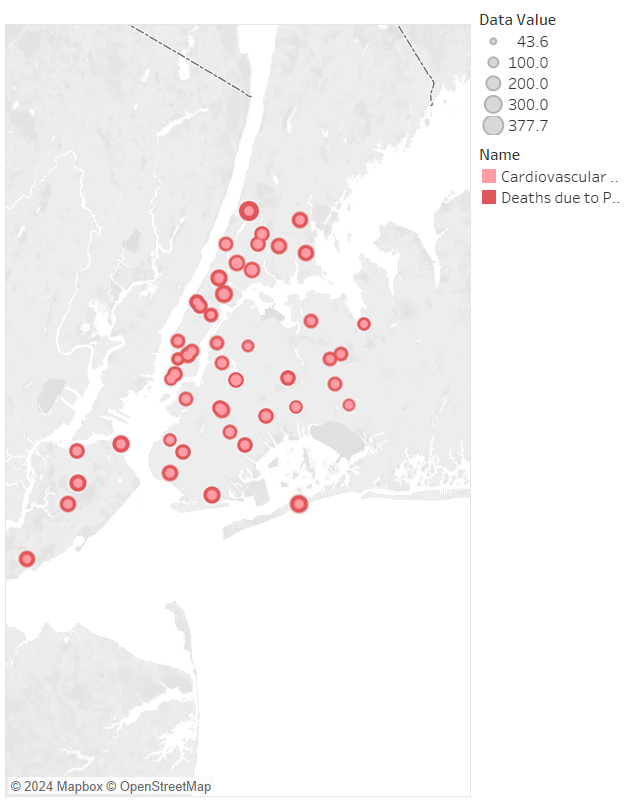 Data Value
43.6
100.0
200.0
300.0
377.7
Name
Cardiovascular ..
Deaths due to P..
© 2024 Mapbox © OpenStreetMap